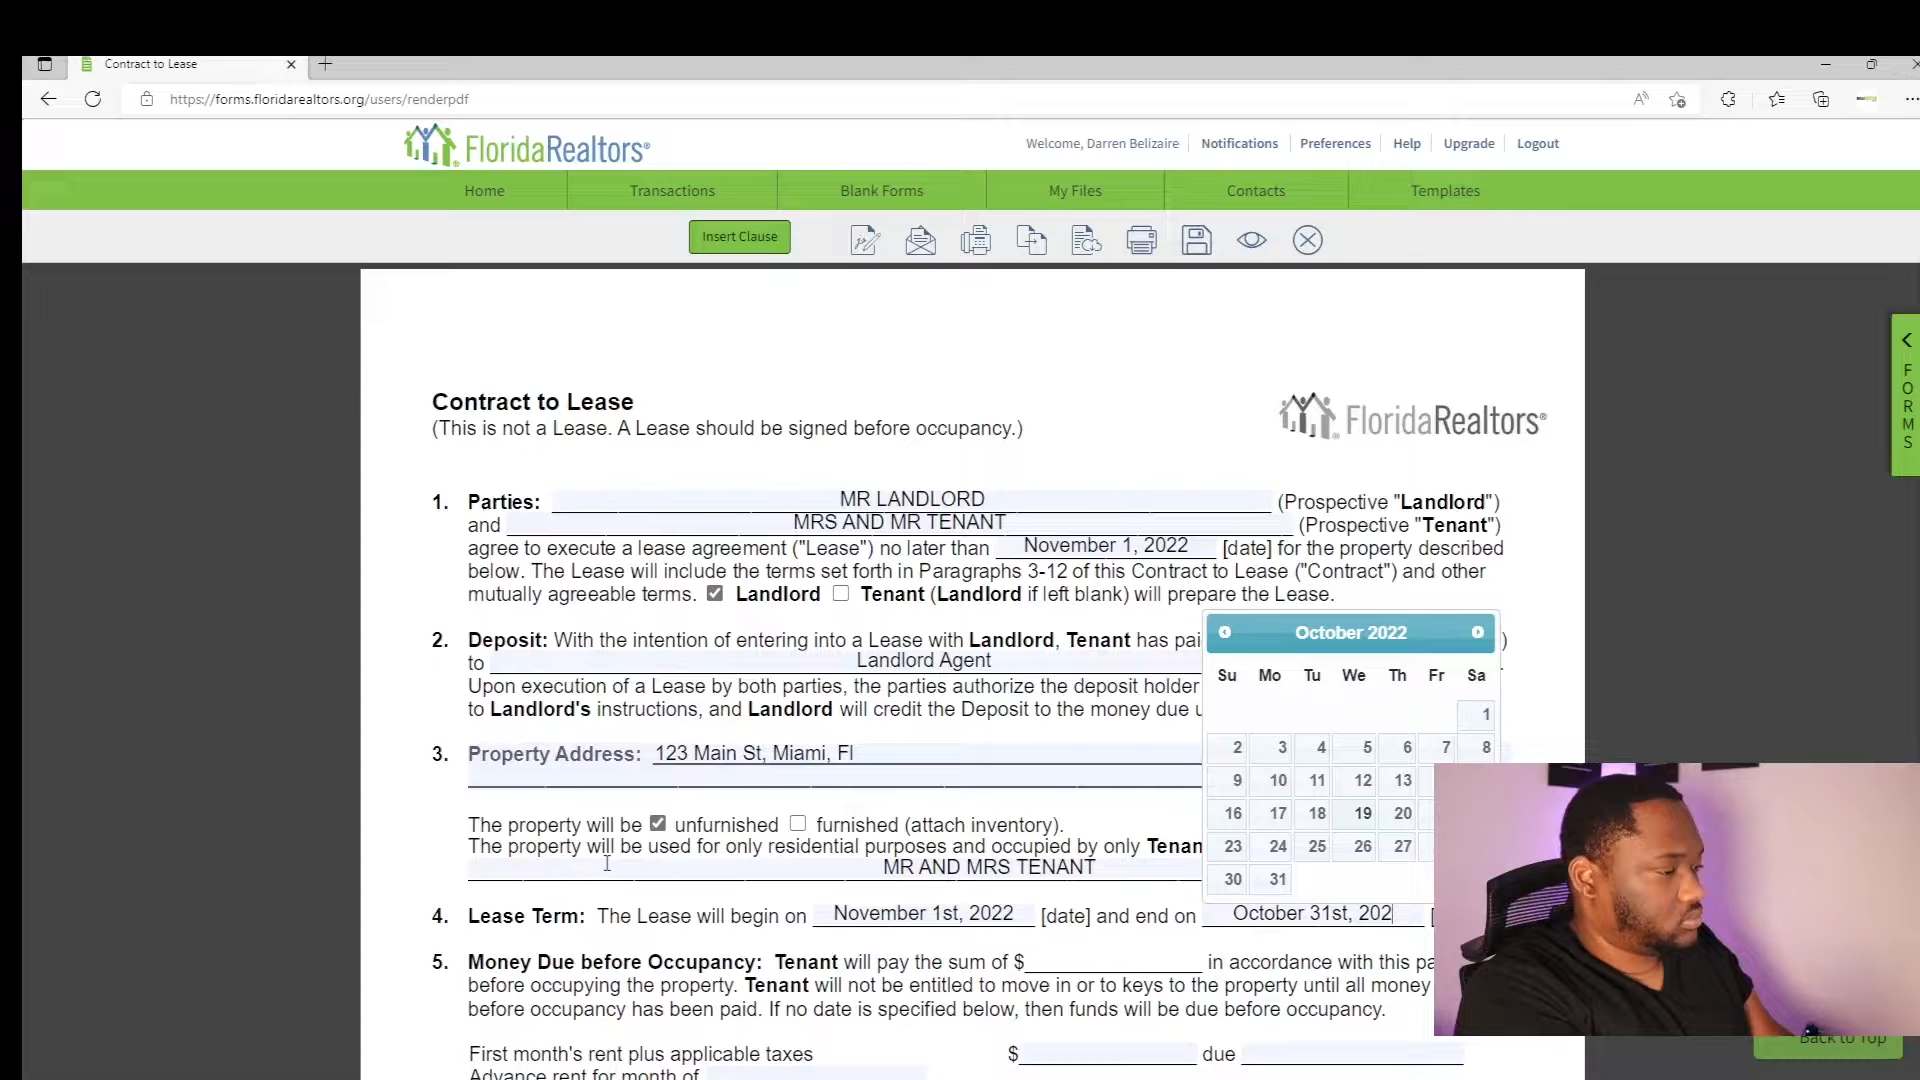 Contract to Lease
https://forms.floridarealtors.org/users/renderpdf
FloridaRealtors
Welcome, Darren Belizaire
Notifications
Preferences
Help
Upgrade
Logout
Home
Transactions
Blank Forms
My Files
Contacts
Templates
Insert Clause
FORMS
Contract to Lease
(This is not a Lease. A Lease should be signed before occupancy.)
FloridaRealtors
1. Parties: MR LANDLORD (Prospective "Landlord")
and MRS AND MR TENANT (Prospective "Tenant")
agree to execute a lease agreement ("Lease") no later than November 1, 2022 [date] for the property described
below. The Lease will include the terms set forth in Paragraphs 3-12 of this Contract to Lease ("Contract") and other
mutually agreeable terms. Landlord Tenant (Landlord if left blank) will prepare the Lease.
2. Deposit: With the intention of entering into a Lease with Landlord, Tenant has pai )
to Landlord Agent
Upon execution of a Lease by both parties, the parties authorize the deposit holder
to Landlord's instructions, and Landlord will credit the Deposit to the money due
October 2022
Su Mo Tu We Th Fr Sa
1
2 3 4 5 6 7 8
9 10 11 12 13
16 17 18 19 20
23 24 25 26 27
30 31
3. Property Address: 123 Main St, Miami, Fl
The property will be unfurnished furnished (attach inventory).
The property will be used for only residential purposes and occupied by only Tenan
MR AND MRS TENANT
4. Lease Term: The Lease will begin on November 1st, 2022 [date] and end on October 31st, 202 [
5. Money Due before Occupancy: Tenant will pay the sum of $ in accordance with this pa
before occupying the property. Tenant will not be entitled to move in or to keys to the property until all money
before occupancy has been paid. If no date is specified below, then funds will be due before occupancy.
First month's rent plus applicable taxes $ due
Advance rent for month of
Back to Top